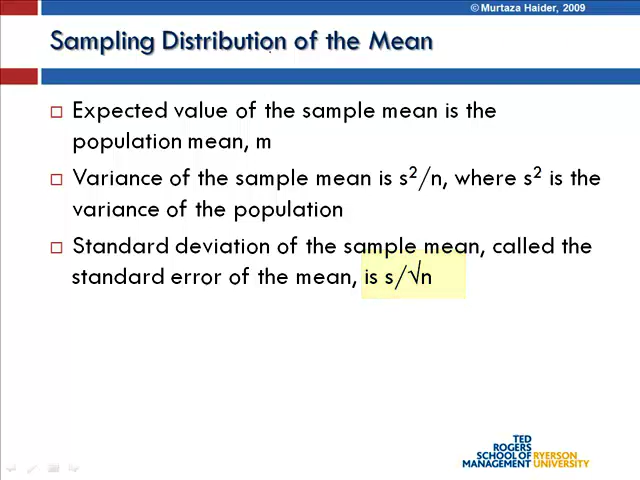 © Murtaza Haider, 2009
Sampling Distribution of the Mean
Expected value of the sample mean is the
population mean, m
Variance of the sample mean is s²/n, where s² is the
variance of the population
Standard deviation of the sample mean, called the
standard error of the mean, is s/√n
TED
ROGERS
SCHOOL OF RYERSON
MANAGEMENT UNIVERSITY